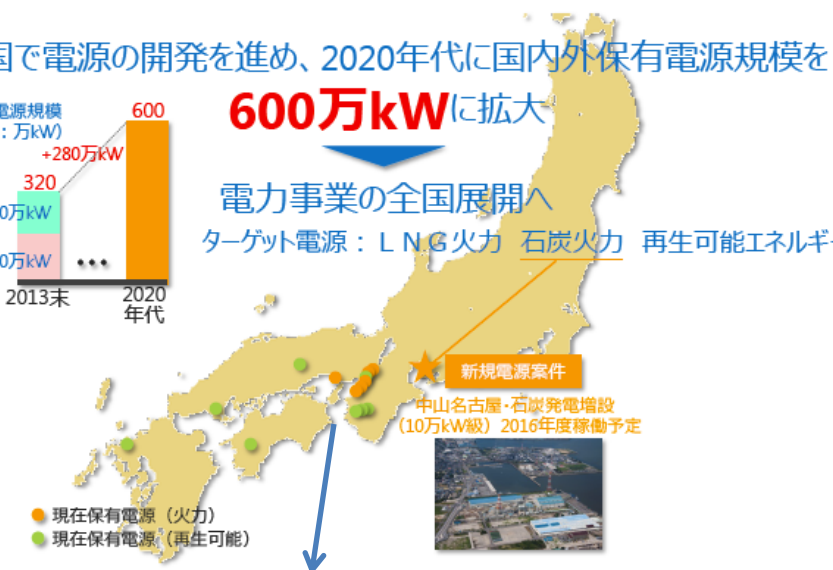 国で電源の開発を進め、2020年代に国内外保有電源規模を
600万kWに拡大
電源規模
：万kW）
600
+280万kW
320
0万kW
0万kW
•••
2013末
2020
年代
電力事業の全国展開へ
ターゲット電源：ＬＮＧ火力 石炭火力 再生可能エネルギー
新規電源案件
中山名古屋・石炭発電増設
（10万kW級）2016年度稼働予定
現在保有電源（火力）
現在保有電源（再生可能）